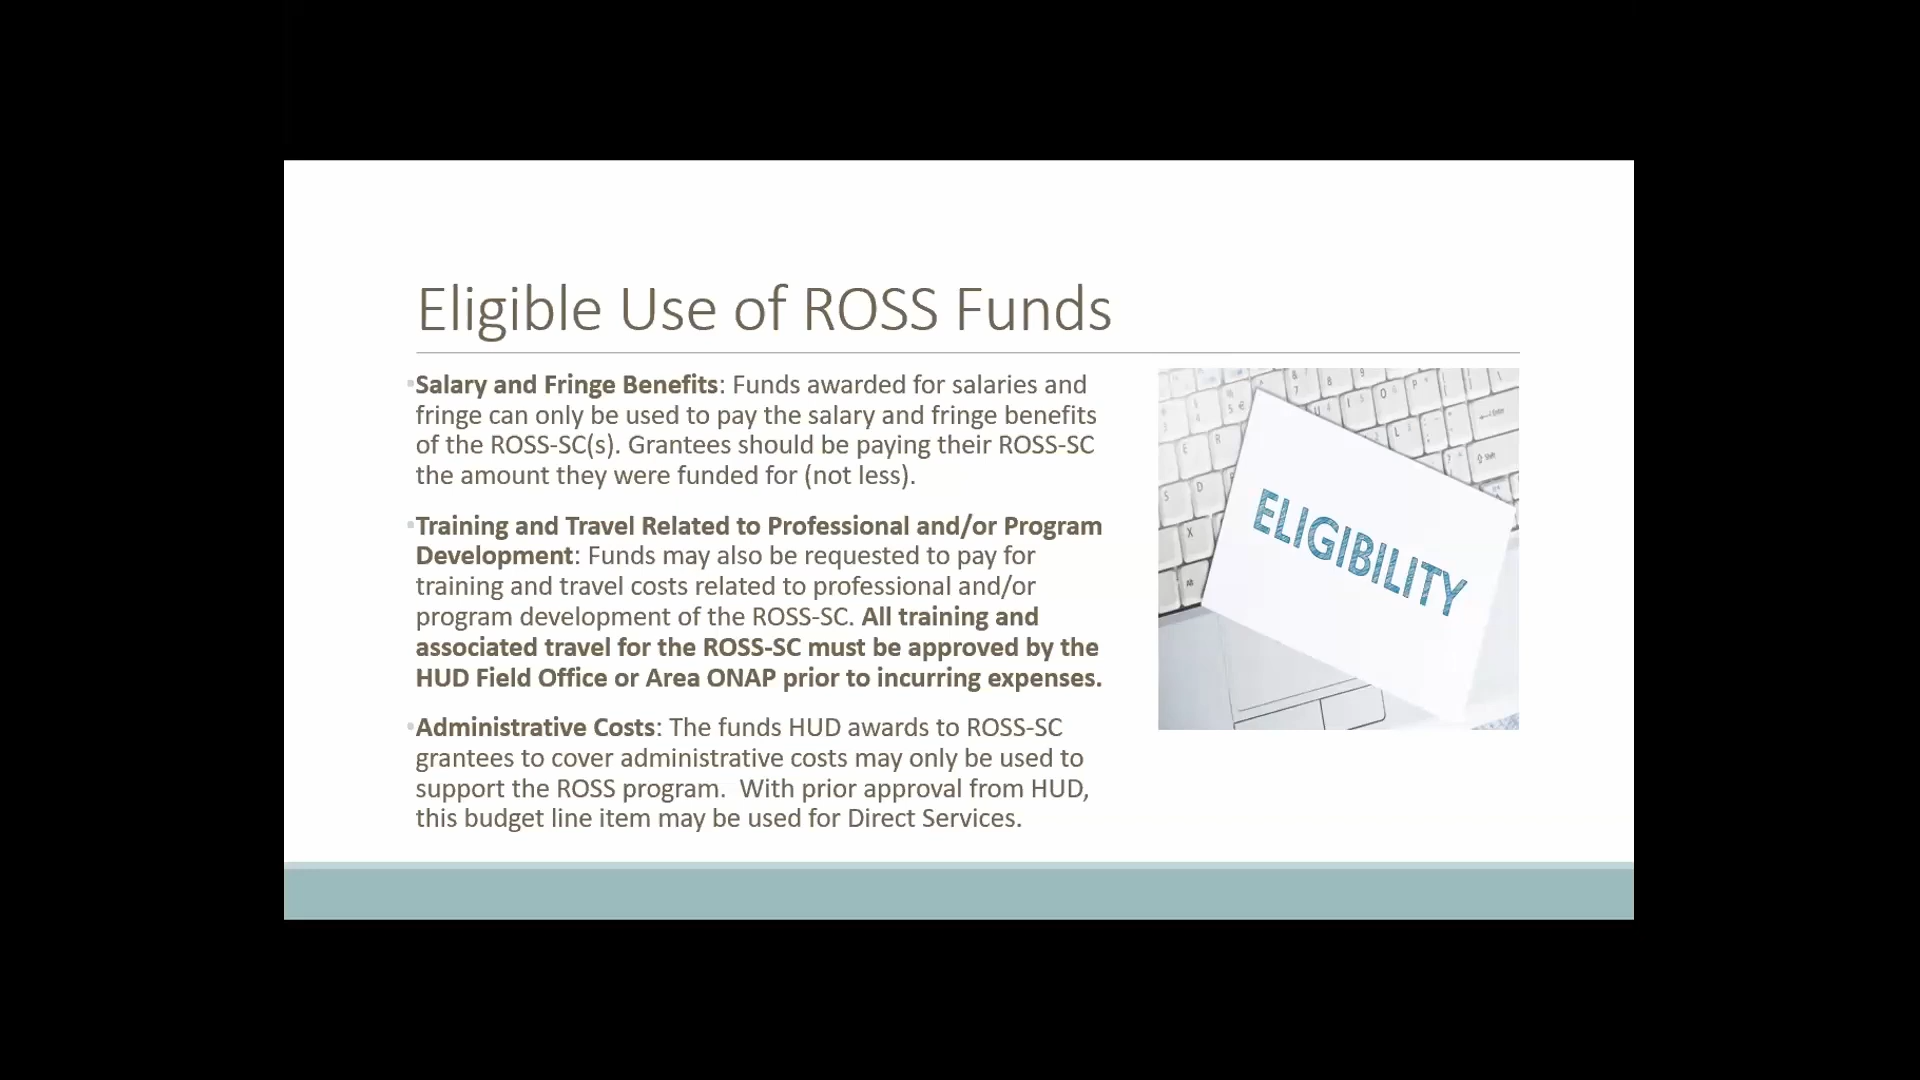 Eligible Use of ROSS Funds
Salary and Fringe Benefits: Funds awarded for salaries and
fringe can only be used to pay the salary and fringe benefits
of the ROSS-SC(s). Grantees should be paying their ROSS-SC
the amount they were funded for (not less).
Training and Travel Related to Professional and/or Program
Development: Funds may also be requested to pay for
training and travel costs related to professional and/or
program development of the ROSS-SC. All training and
associated travel for the ROSS-SC must be approved by the
HUD Field Office or Area ONAP prior to incurring expenses.
Administrative Costs: The funds HUD awards to ROSS-SC
grantees to cover administrative costs may only be used to
support the ROSS program.  With prior approval from HUD,
this budget line item may be used for Direct Services.
ELIGIBILITY